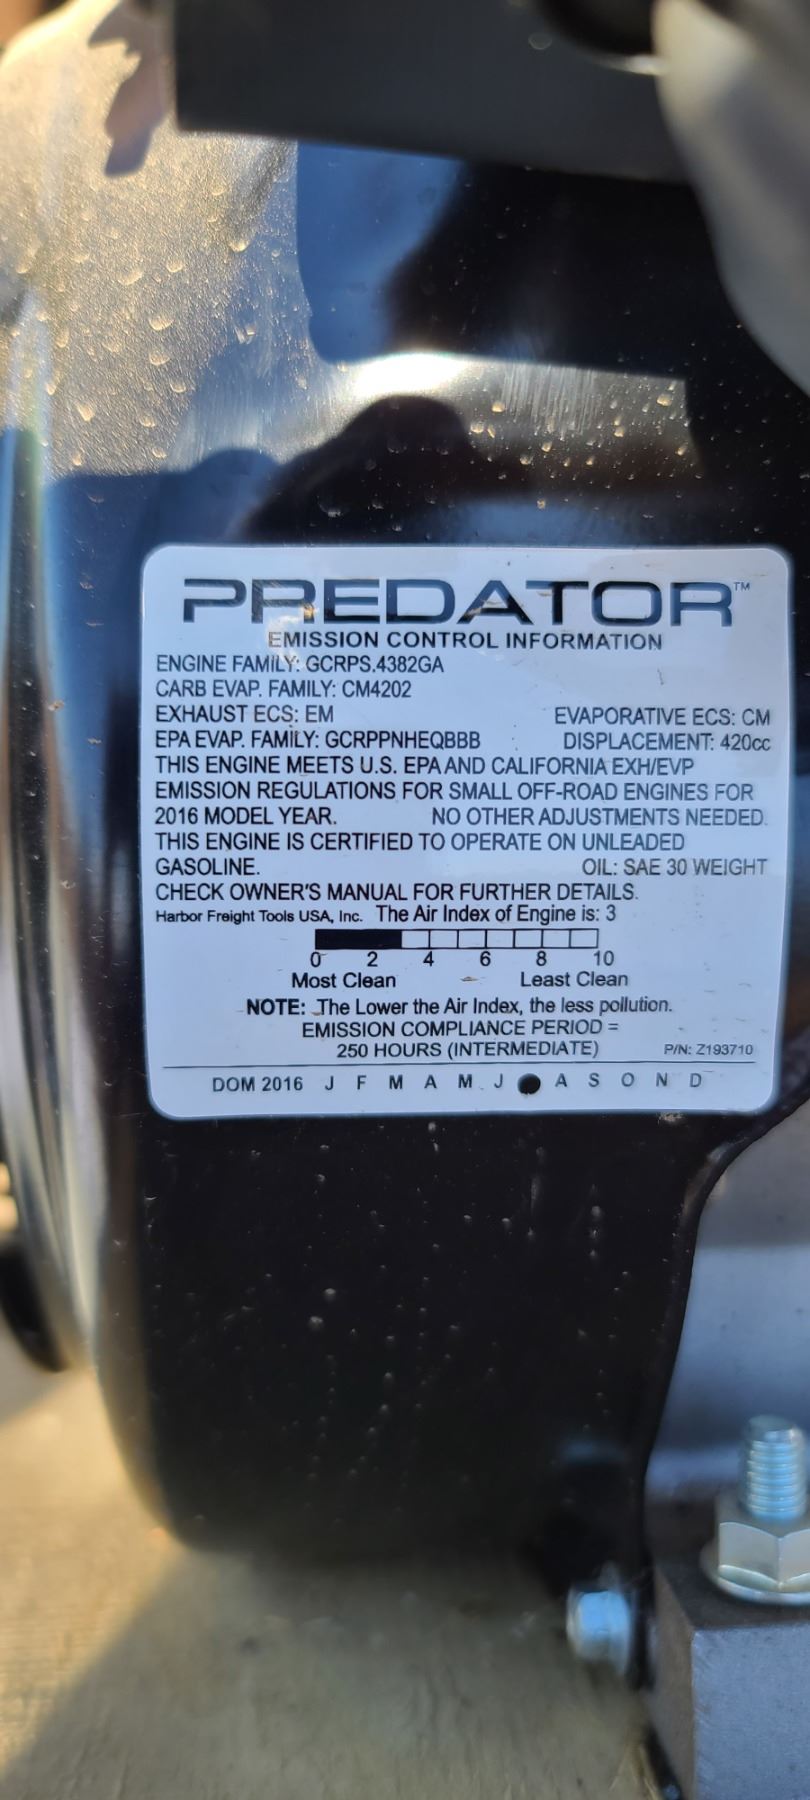 PREDATOR™
EMISSION CONTROL INFORMATION
ENGINE FAMILY: GCRPS.4382GA
CARB EVAP. FAMILY: CM4202
EXHAUST ECS: EM EVAPORATIVE ECS: CM
EPA EVAP. FAMILY: GCRPPNHEQBBB DISPLACEMENT: 420cc
THIS ENGINE MEETS U.S. EPA AND CALIFORNIA EXH/EVP
EMISSION REGULATIONS FOR SMALL OFF-ROAD ENGINES FOR
2016 MODEL YEAR. NO OTHER ADJUSTMENTS NEEDED.
THIS ENGINE IS CERTIFIED TO OPERATE ON UNLEADED
GASOLINE. OIL: SAE 30 WEIGHT
CHECK OWNER'S MANUAL FOR FURTHER DETAILS.
Harbor Freight Tools USA, Inc. The Air Index of Engine is: 3
0 2 4 6 8 10
Most Clean Least Clean
NOTE: The Lower the Air Index, the less pollution.
EMISSION COMPLIANCE PERIOD =
250 HOURS (INTERMEDIATE) P/N: Z193710
DOM 2016 J F M A M J A S O N D